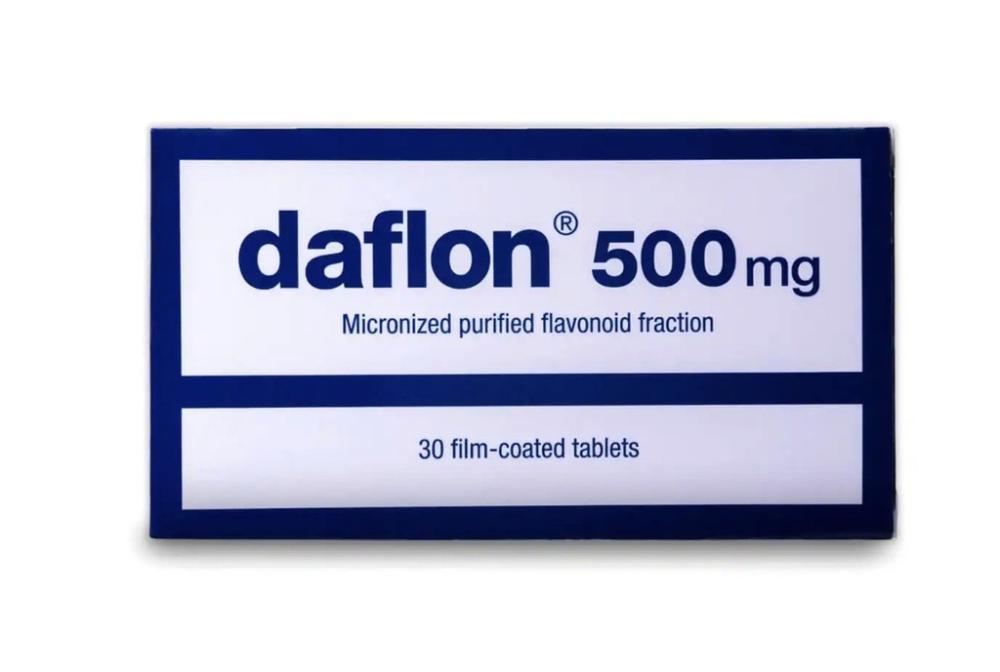 daflon® 500 mg
Micronized purified flavonoid fraction
30 film-coated tablets